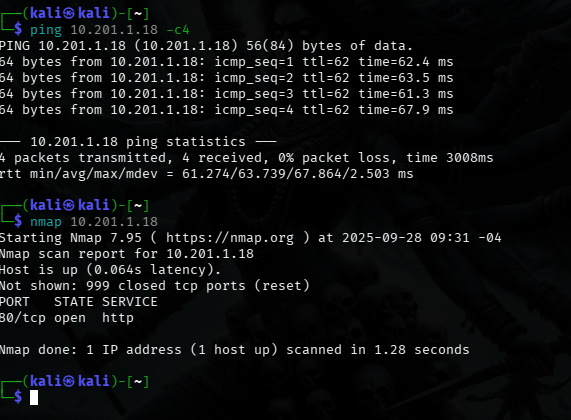 ┌──(kali㉿kali)-[~]
└─$ ping 10.201.1.18 -c4
PING 10.201.1.18 (10.201.1.18) 56(84) bytes of data.
64 bytes from 10.201.1.18: icmp_seq=1 ttl=62 time=62.4 ms
64 bytes from 10.201.1.18: icmp_seq=2 ttl=62 time=63.5 ms
64 bytes from 10.201.1.18: icmp_seq=3 ttl=62 time=61.3 ms
64 bytes from 10.201.1.18: icmp_seq=4 ttl=62 time=67.9 ms

--- 10.201.1.18 ping statistics ---
4 packets transmitted, 4 received, 0% packet loss, time 3008ms
rtt min/avg/max/mdev = 61.274/63.739/67.864/2.503 ms

┌──(kali㉿kali)-[~]
└─$ nmap 10.201.1.18
Starting Nmap 7.95 ( https://nmap.org ) at 2025-09-28 09:31 -04
Nmap scan report for 10.201.1.18
Host is up (0.064s latency).
Not shown: 999 closed tcp ports (reset)
PORT   STATE SERVICE
80/tcp open  http

Nmap done: 1 IP address (1 host up) scanned in 1.28 seconds

┌──(kali㉿kali)-[~]
└─$